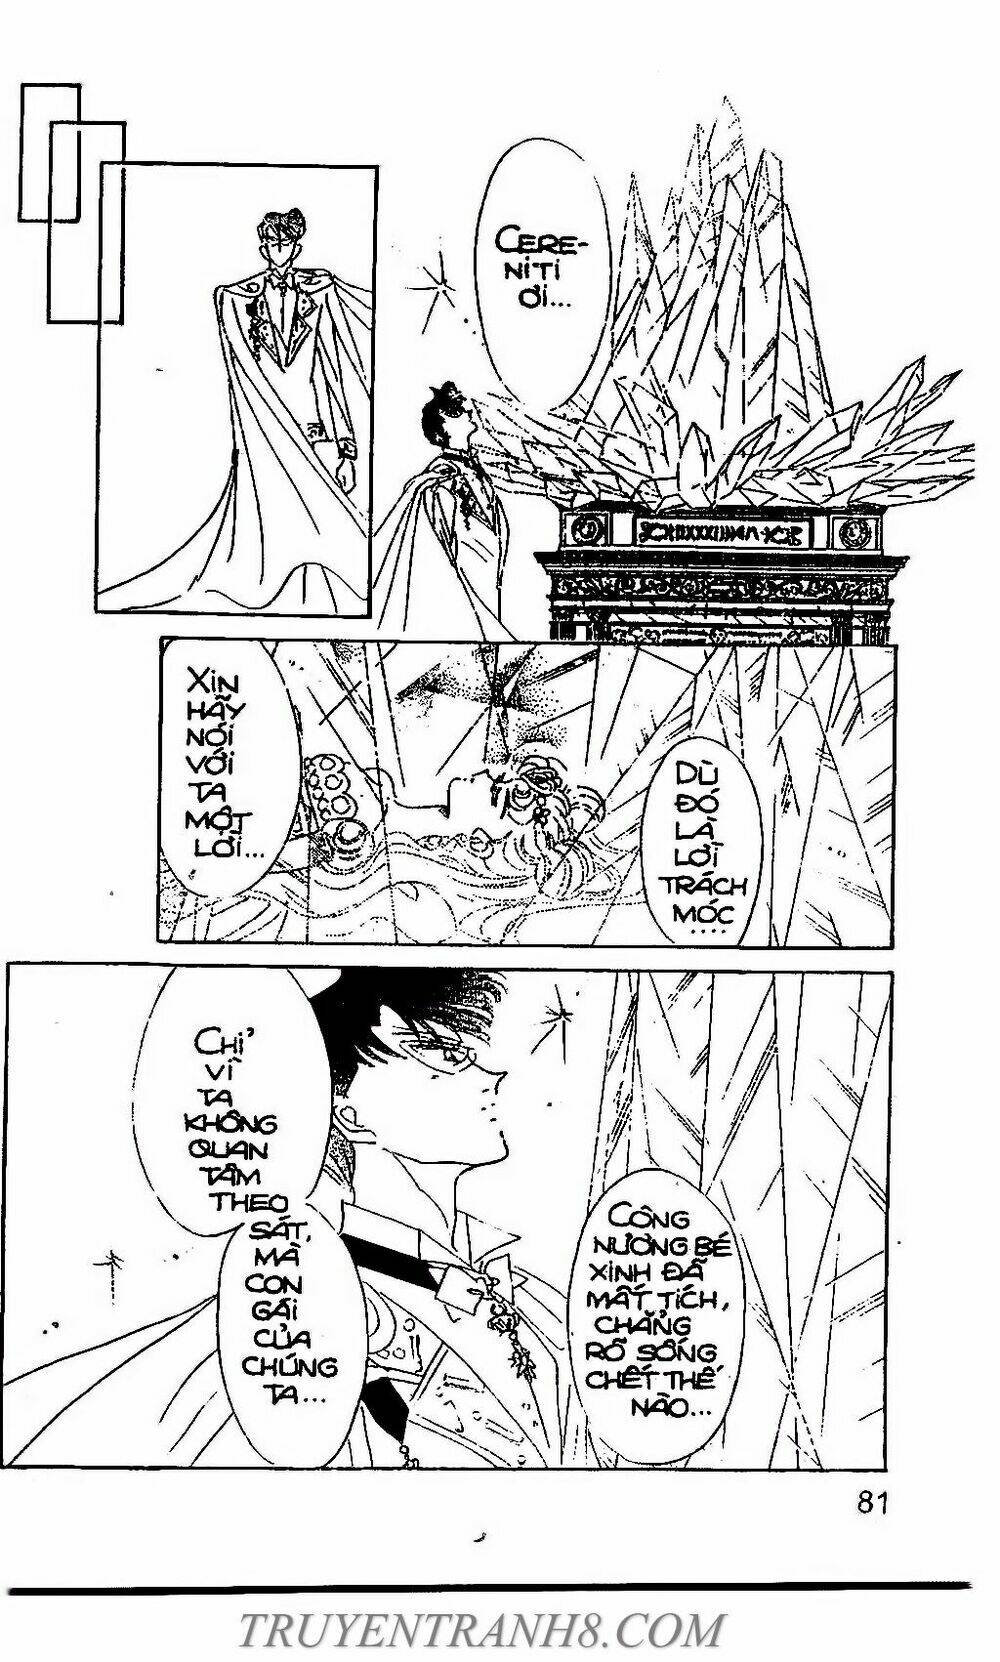 CERE-
NITI
ƠI...
XIN
HÃY
NÓI
VỚI
TA
MỘT
LỜI...
DÙ
ĐÓ
LÀ
LỜI
TRÁCH
MÓC
....
CHỈ
VÌ
TA
KHÔNG
QUAN
TÂM
THEO
SÁT,
MÀ
CON
GÁI
CỦA
CHÚNG
TA...
CÔNG
NƯƠNG BÉ
XINH ĐÃ
MẤT TÍCH,
CHẲNG
RÕ SỐNG
CHẾT THẾ
NÀO...
81
TRUYENTRANH8.COM